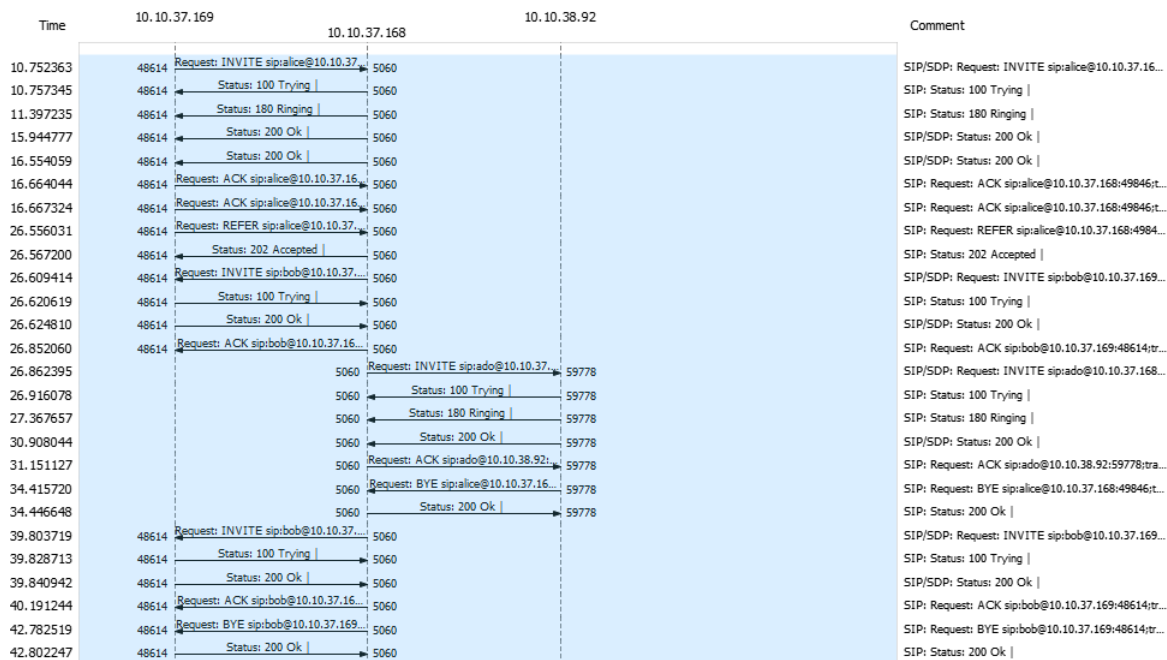 Time 10.10.37.169 10.10.37.168 10.10.38.92 Comment
10.752363 48614 Request: INVITE sip:alice@10.10.37... 5060 SIP/SDP: Request: INVITE sip:alice@10.10.37.16...
10.757345 48614 Status: 100 Trying | 5060 SIP: Status: 100 Trying |
11.397235 48614 Status: 180 Ringing | 5060 SIP: Status: 180 Ringing |
15.944777 48614 Status: 200 Ok | 5060 SIP/SDP: Status: 200 Ok |
16.554059 48614 Status: 200 Ok | 5060 SIP/SDP: Status: 200 Ok |
16.664044 48614 Request: ACK sip:alice@10.10.37.16... 5060 SIP: Request: ACK sip:alice@10.10.37.168:49846;t...
16.667324 48614 Request: ACK sip:alice@10.10.37.16... 5060 SIP: Request: ACK sip:alice@10.10.37.168:49846;t...
26.556031 48614 Request: REFER sip:alice@10.10.37.... 5060 SIP: Request: REFER sip:alice@10.10.37.168:4984...
26.567200 48614 Status: 202 Accepted | 5060 SIP: Status: 202 Accepted |
26.609414 48614 Request: INVITE sip:bob@10.10.37.... 5060 SIP/SDP: Request: INVITE sip:bob@10.10.37.169...
26.620619 48614 Status: 100 Trying | 5060 SIP: Status: 100 Trying |
26.624810 48614 Status: 200 Ok | 5060 SIP/SDP: Status: 200 Ok |
26.852060 48614 Request: ACK sip:bob@10.10.37.16... 5060 SIP: Request: ACK sip:bob@10.10.37.169:48614;tr...
26.862395 5060 Request: INVITE sip:ado@10.10.37.... 59778 SIP/SDP: Request: INVITE sip:ado@10.10.37.168...
26.916078 5060 Status: 100 Trying | 59778 SIP: Status: 100 Trying |
27.367657 5060 Status: 180 Ringing | 59778 SIP: Status: 180 Ringing |
30.908044 5060 Status: 200 Ok | 59778 SIP/SDP: Status: 200 Ok |
31.151127 5060 Request: ACK sip:ado@10.10.38.92:... 59778 SIP: Request: ACK sip:ado@10.10.38.92:59778;tra...
34.415720 5060 Request: BYE sip:alice@10.10.37.16... 59778 SIP: Request: BYE sip:alice@10.10.37.168:49846;t...
34.446648 5060 Status: 200 Ok | 59778 SIP: Status: 200 Ok |
39.803719 48614 Request: INVITE sip:bob@10.10.37.... 5060 SIP/SDP: Request: INVITE sip:bob@10.10.37.169...
39.828713 48614 Status: 100 Trying | 5060 SIP: Status: 100 Trying |
39.840942 48614 Status: 200 Ok | 5060 SIP/SDP: Status: 200 Ok |
40.191244 48614 Request: ACK sip:bob@10.10.37.16... 5060 SIP: Request: ACK sip:bob@10.10.37.169:48614;tr...
42.782519 48614 Request: BYE sip:bob@10.10.37.169... 5060 SIP: Request: BYE sip:bob@10.10.37.169:48614;tr...
42.802247 48614 Status: 200 Ok | 5060 SIP: Status: 200 Ok |